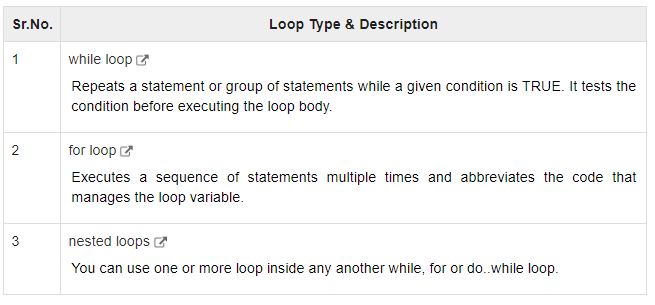 Sr.No. Loop Type & Description
1 while loop
Repeats a statement or group of statements while a given condition is TRUE. It tests the
condition before executing the loop body.
2 for loop
Executes a sequence of statements multiple times and abbreviates the code that
manages the loop variable.
3 nested loops
You can use one or more loop inside any another while, for or do..while loop.